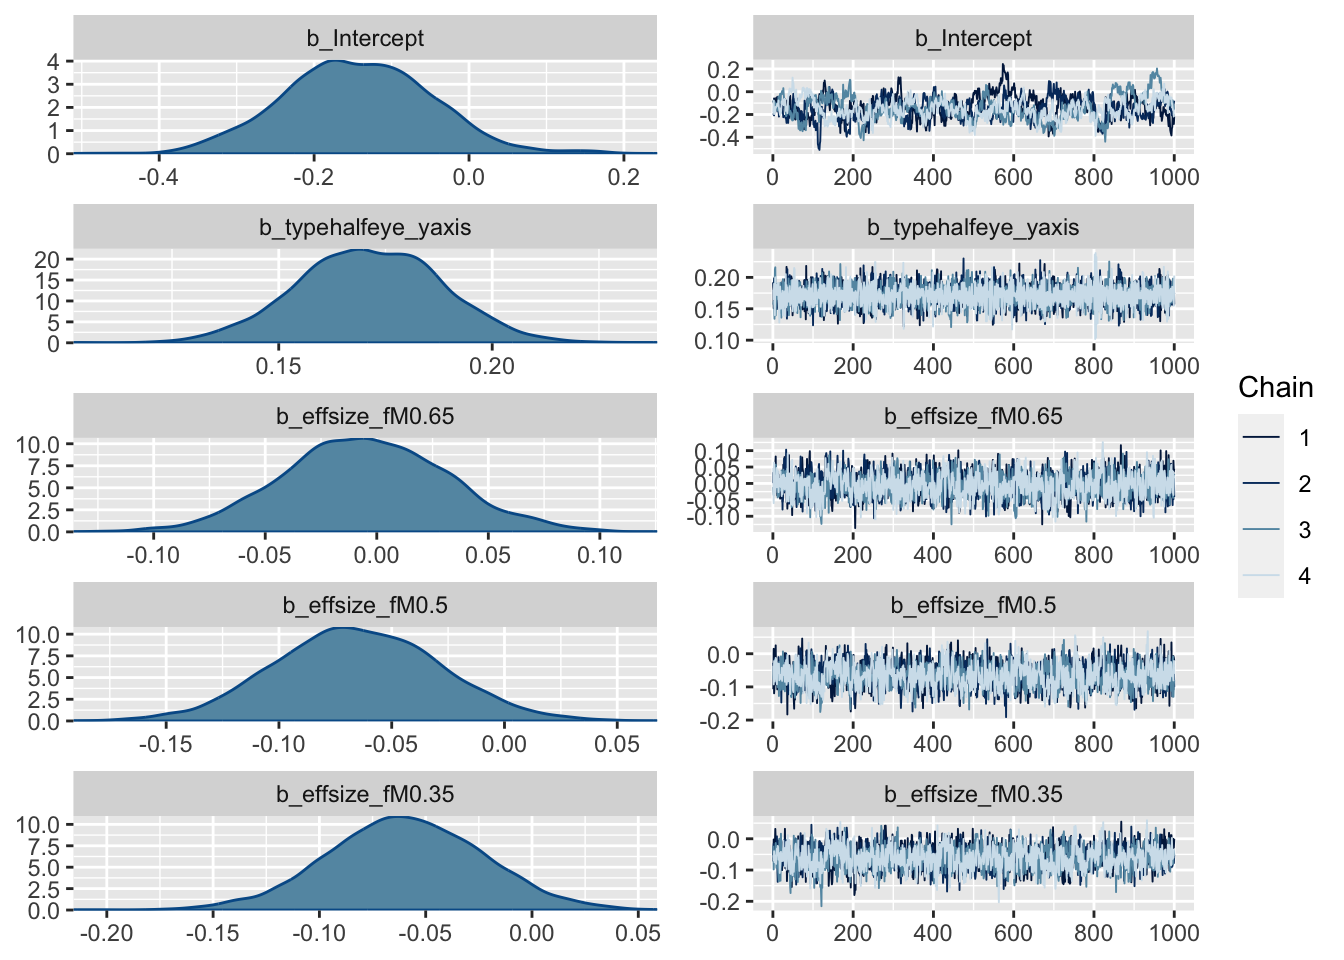 b_Intercept
4
3
2
1
0
-0.4 -0.2 0.0 0.2
b_Intercept
0.2
0.0
-0.2
-0.4
0 200 400 600 800 1000
b_typehalfeye_yaxis
20
15
10
5
0
0.15 0.20
b_typehalfeye_yaxis
0.20
0.15
0.10
0 200 400 600 800 1000
b_effsize_fM0.65
10.0
7.5
5.0
2.5
0.0
-0.10 -0.05 0.00 0.05 0.10
b_effsize_fM0.65
0.10
0.05
0.00
-0.05
-0.10
0 200 400 600 800 1000
b_effsize_fM0.5
10.0
7.5
5.0
2.5
0.0
-0.15 -0.10 -0.05 0.00 0.05
b_effsize_fM0.5
0.0
-0.1
-0.2
0 200 400 600 800 1000
b_effsize_fM0.35
10.0
7.5
5.0
2.5
0.0
-0.20 -0.15 -0.10 -0.05 0.00 0.05
b_effsize_fM0.35
0.0
-0.1
-0.2
0 200 400 600 800 1000
Chain
1
2
3
4